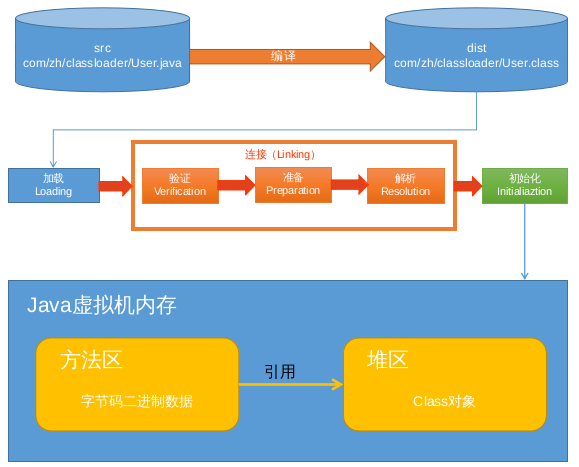 src
com/zh/classloader/User.java
编译
dist
com/zh/classloader/User.class
连接（Linking）
加载
Loading
验证
Verification
准备
Preparation
解析
Resolution
初始化
Initialiaztion
Java虚拟机内存
方法区
字节码二进制数据
引用
堆区
Class对象